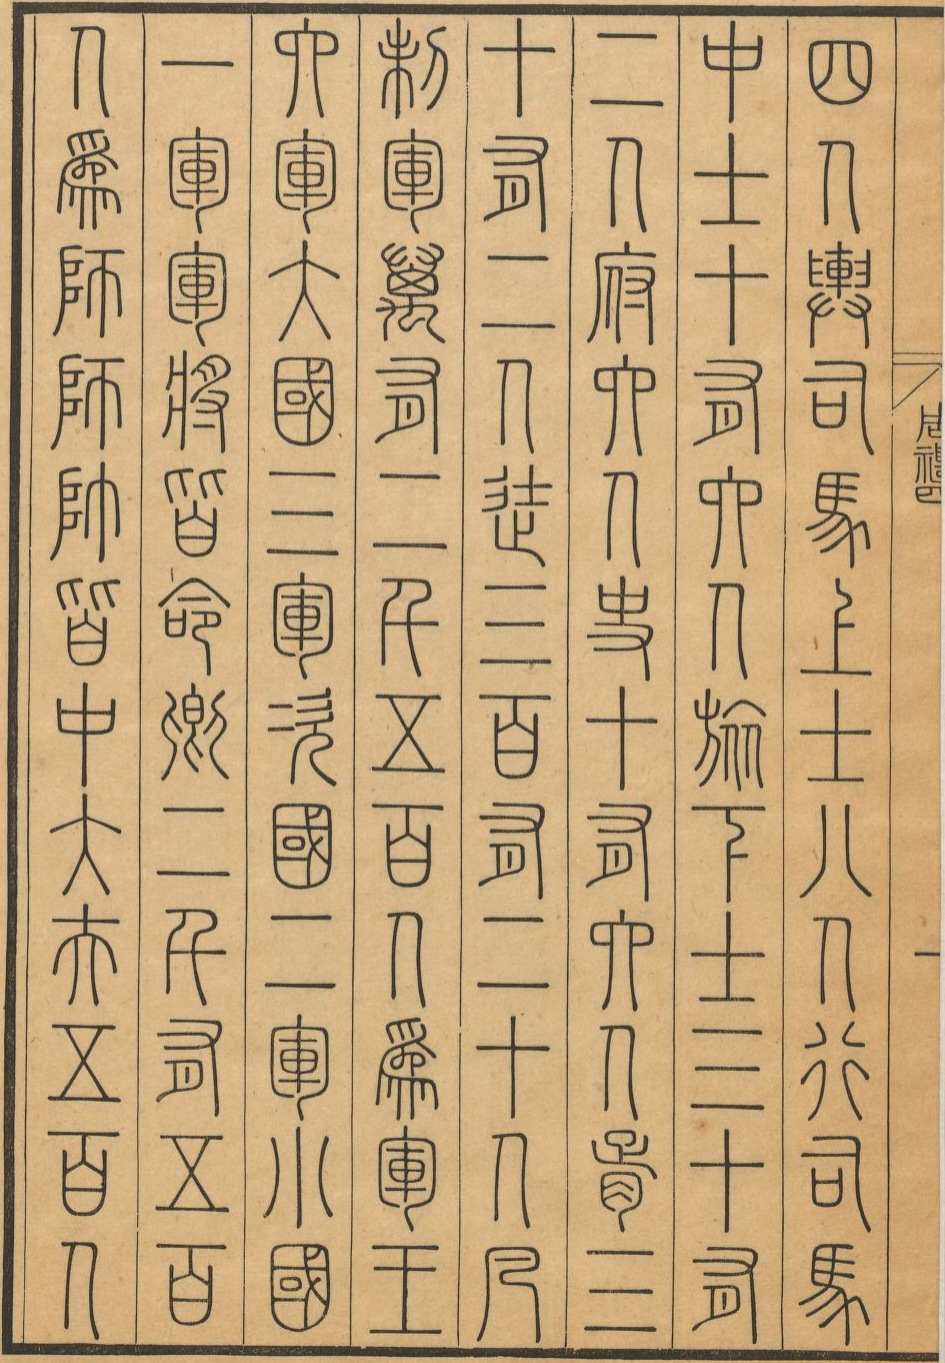 周禮四
一
四人輿司馬上士八人行司馬
中士十有六人旅下士三十有
二人府六人史十有六人胥三
十有二人徒三百有二十人凡
制軍萬有二千五百人爲軍王
六軍大國三軍次國二軍小國
一軍軍將皆命卿二千有五百
人爲師師帥皆中大夫五百人